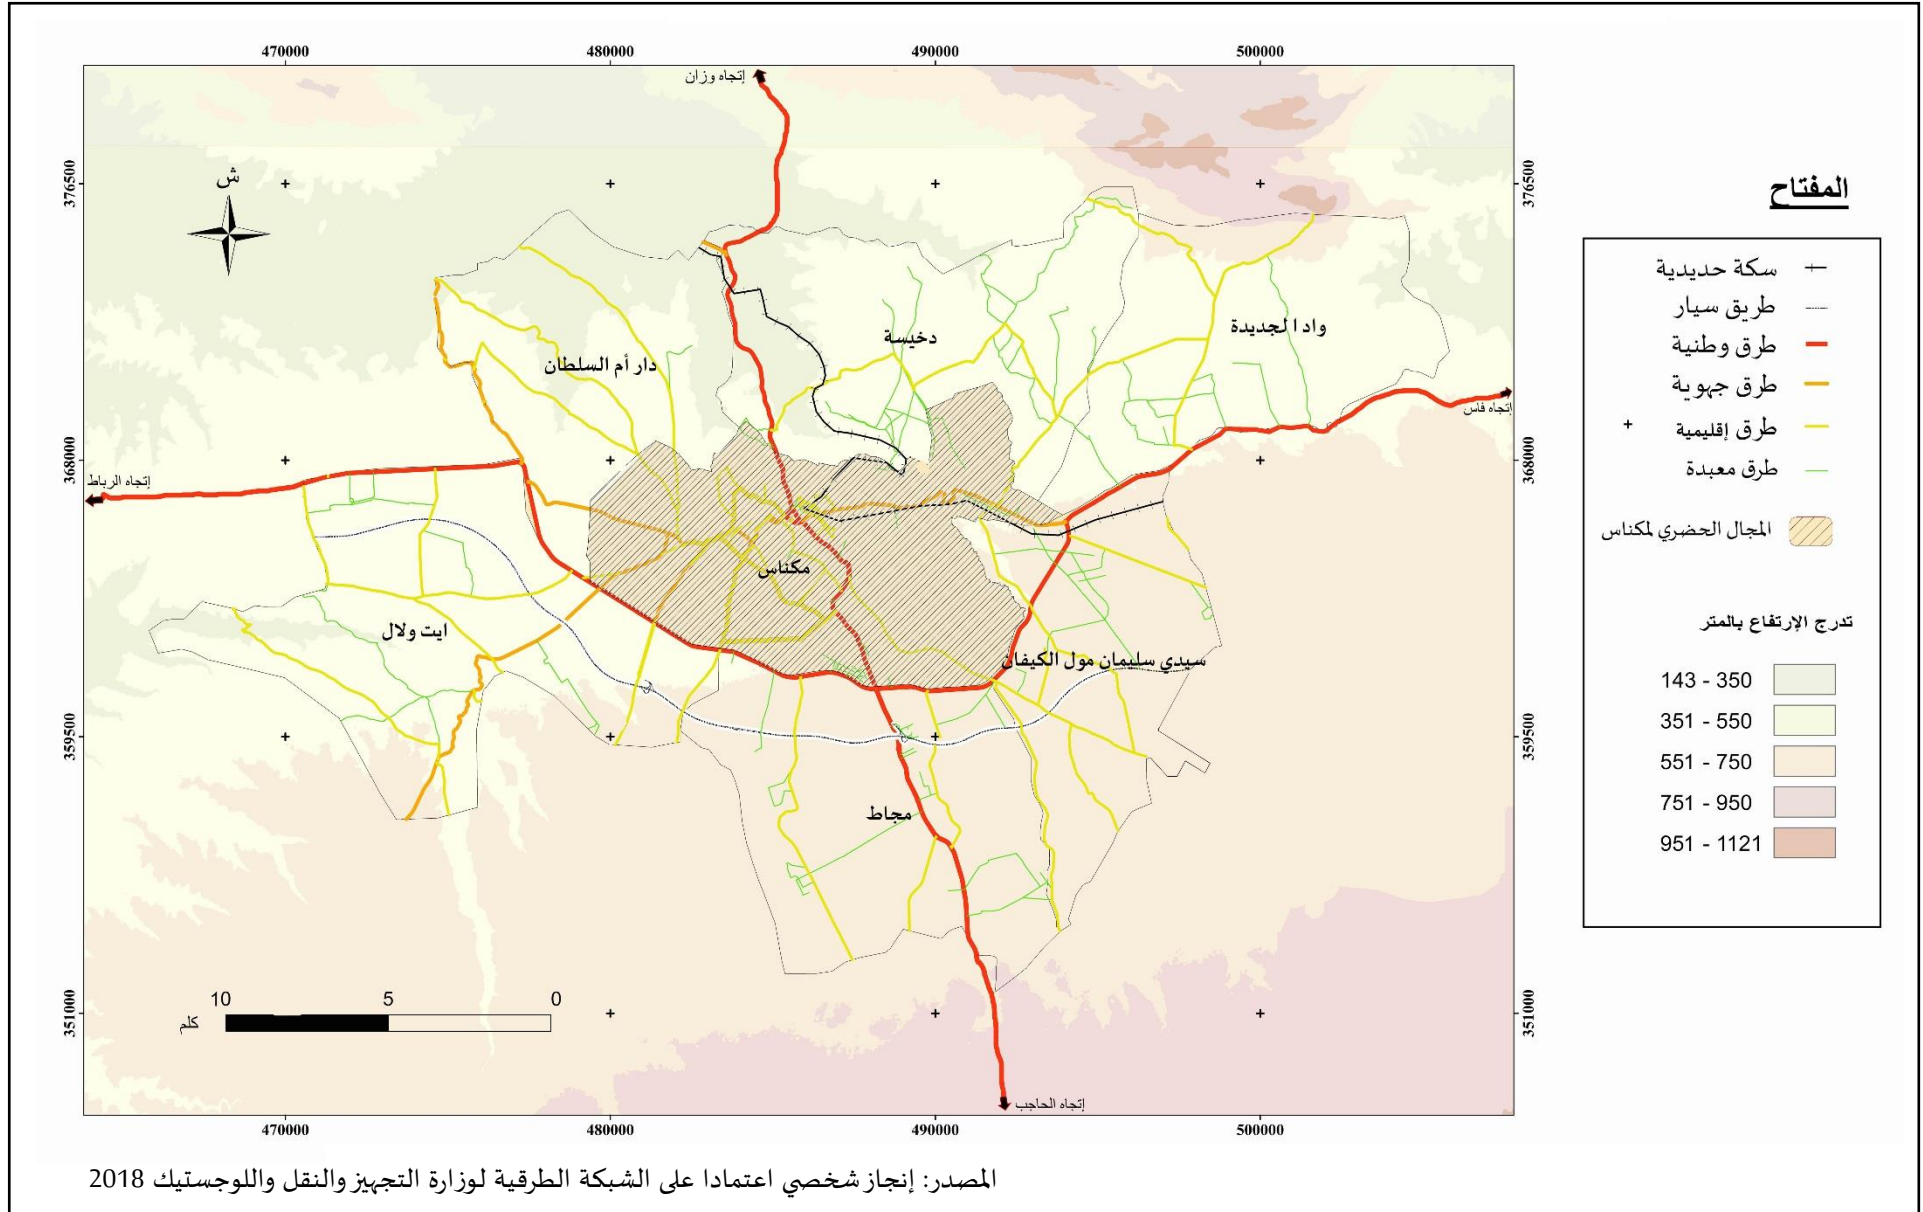 470000 480000 490000 500000
إتجاه وزان
376500 376500
ش
المفتاح
سكة حديدية
طريق سيار
طرق وطنية
طرق جهوية
طرق إقليمية
طرق معبدة
المجال الحضري لمكناس
تدرج الإرتفاع بالمتر
143 - 350
351 - 550
551 - 750
751 - 950
951 - 1121
واد الجديدة
دخيسة
دار أم السلطان
إتجاه فاس
368000 368000
إتجاه الرباط
مكناس
ايت ولال
سيدي سليمان مول الكيفان
359500 359500
مجاط
10 5 0
كلم
351000 351000
إتجاه الحاجب
470000 480000 490000 500000
المصدر: إنجاز شخصي اعتمادا على الشبكة الطرقية لوزارة التجهيز والنقل واللوجستيك 2018